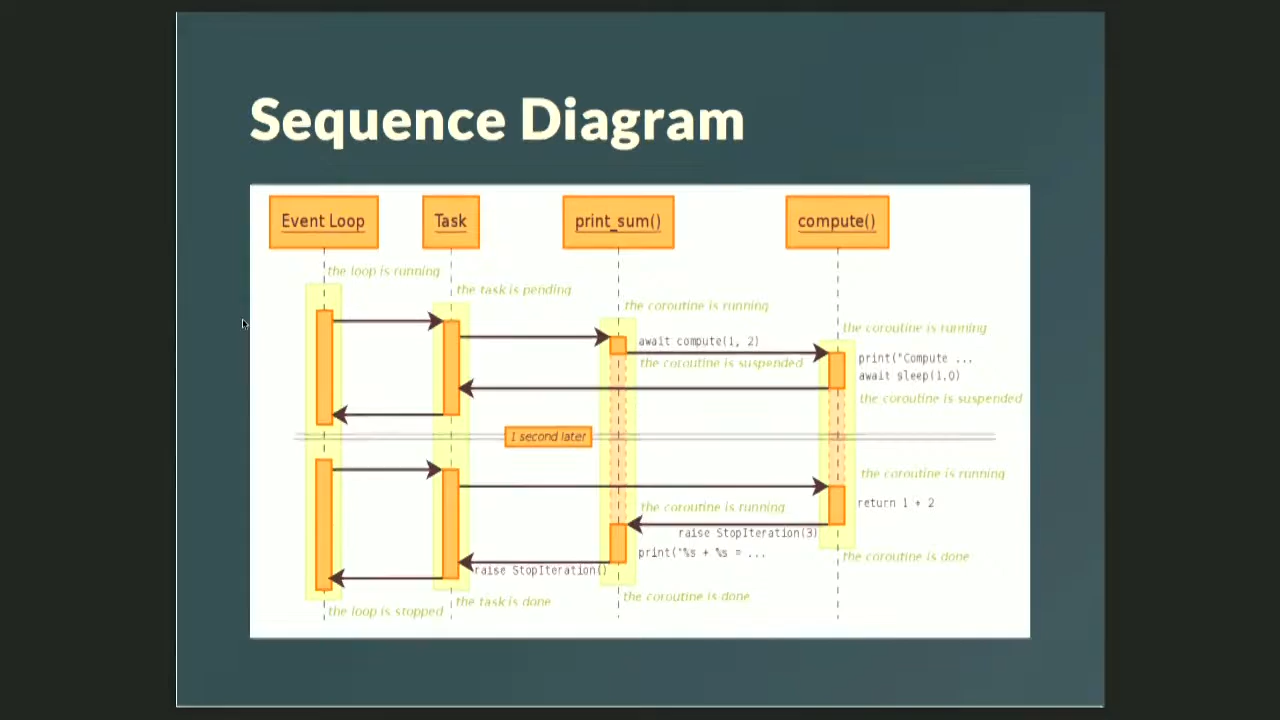 Sequence Diagram
Event Loop
Task
print_sum()
compute()
the loop is running
the task is pending
the coroutine is running
the coroutine is running
await compute(1, 2)
the coroutine is suspended
print("Compute ...
await sleep(1.0)
the coroutine is suspended
1 second later
the coroutine is running
return 1 + 2
the coroutine is running
raise StopIteration(3)
print("%s + %s = ...
the coroutine is done
raise StopIteration()
the coroutine is done
the task is done
the loop is stopped